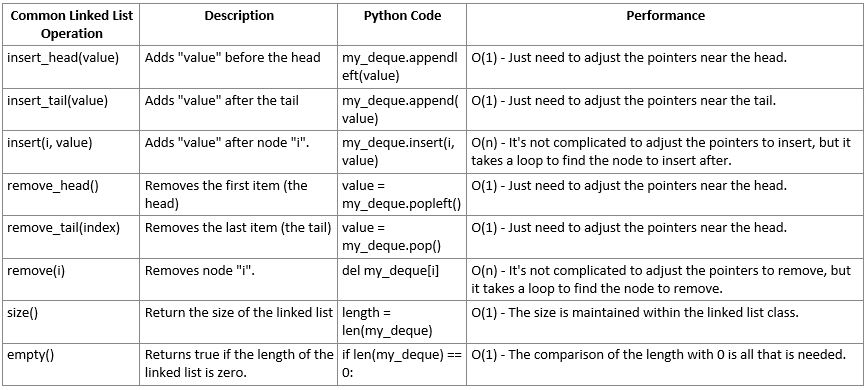 Common Linked List
Operation
Description
Python Code
Performance
insert_head(value)
Adds "value" before the head
my_deque.appendl
eft(value)
O(1) - Just need to adjust the pointers near the head.
insert_tail(value)
Adds "value" after the tail
my_deque.append(
value)
O(1) - Just need to adjust the pointers near the tail.
insert(i, value)
Adds "value" after node "i".
my_deque.insert(i,
value)
O(n) - It's not complicated to adjust the pointers to insert, but it
takes a loop to find the node to insert after.
remove_head()
Removes the first item (the
head)
value =
my_deque.popleft()
O(1) - Just need to adjust the pointers near the head.
remove_tail(index)
Removes the last item (the tail)
value =
my_deque.pop()
O(1) - Just need to adjust the pointers near the head.
remove(i)
Removes node "i".
del my_deque[i]
O(n) - It's not complicated to adjust the pointers to remove, but
it takes a loop to find the node to remove.
size()
Return the size of the linked list
length =
len(my_deque)
O(1) - The size is maintained within the linked list class.
empty()
Returns true if the length of the
linked list is zero.
if len(my_deque) ==
0:
O(1) - The comparison of the length with 0 is all that is needed.